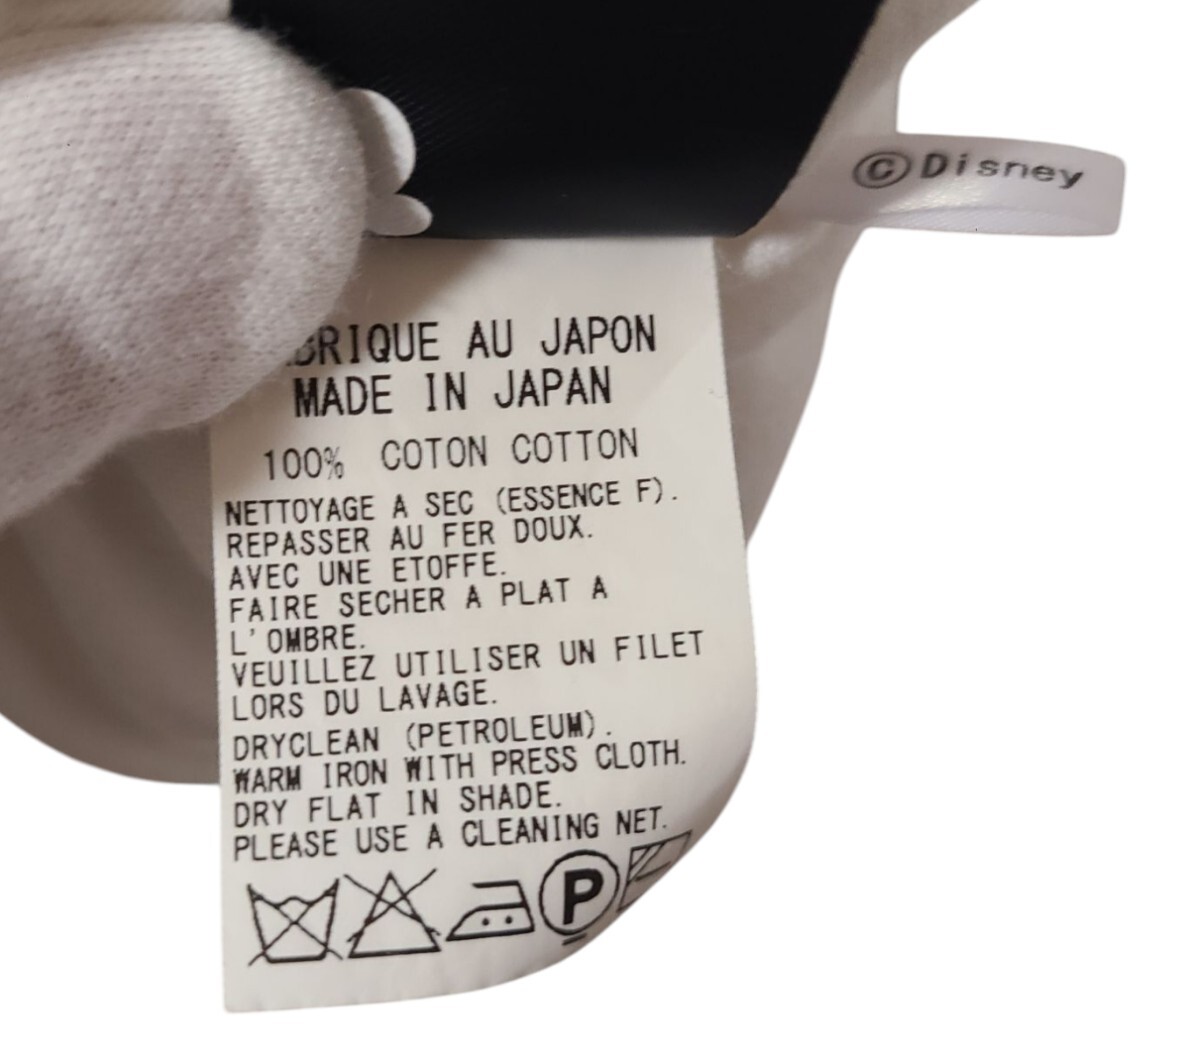 ©Disney
BRIQUE AU JAPON
MADE IN JAPAN
100% COTON COTTON
NETTOYAGE A SEC (ESSENCE F).
REPASSER AU FER DOUX.
AVEC UNE ETOFFE.
FAIRE SECHER A PLAT A
L'OMBRE.
VEUILLEZ UTILISER UN FILET
LORS DU LAVAGE.
DRYCLEAN (PETROLEUM).
WARM IRON WITH PRESS CLOTH.
DRY FLAT IN SHADE.
PLEASE USE A CLEANING NET.
P